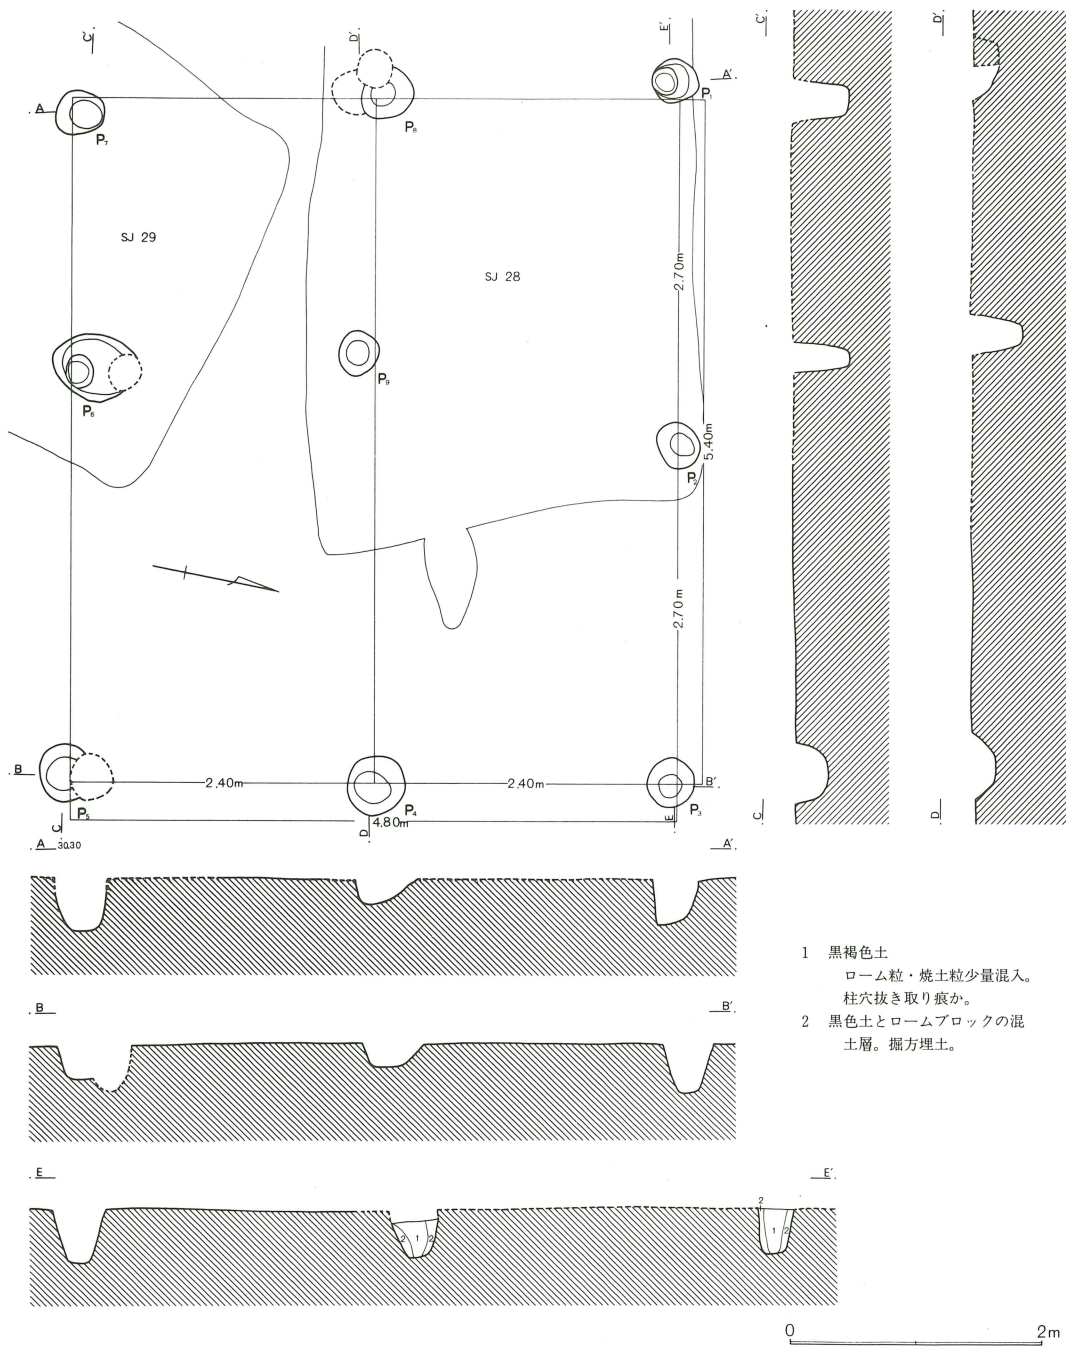 C′
D′
E′
C′
D′
A′
A
P₁
P₈
P₇
SJ 29
SJ 28
2.70m
P₉
P₆
5.40m
P₂
2.70m
B
2.40m
2.40m
B′
P₅
P₄
P₃
4.80m
C
D
E
C
D
A 30.30
A′
B
B′
E
E′
2
2 1 2
1 2
1 黒褐色土
ローム粒・焼土粒少量混入。
柱穴抜き取り痕か。
2 黒色土とロームブロックの混
土層。掘方埋土。
0 2m